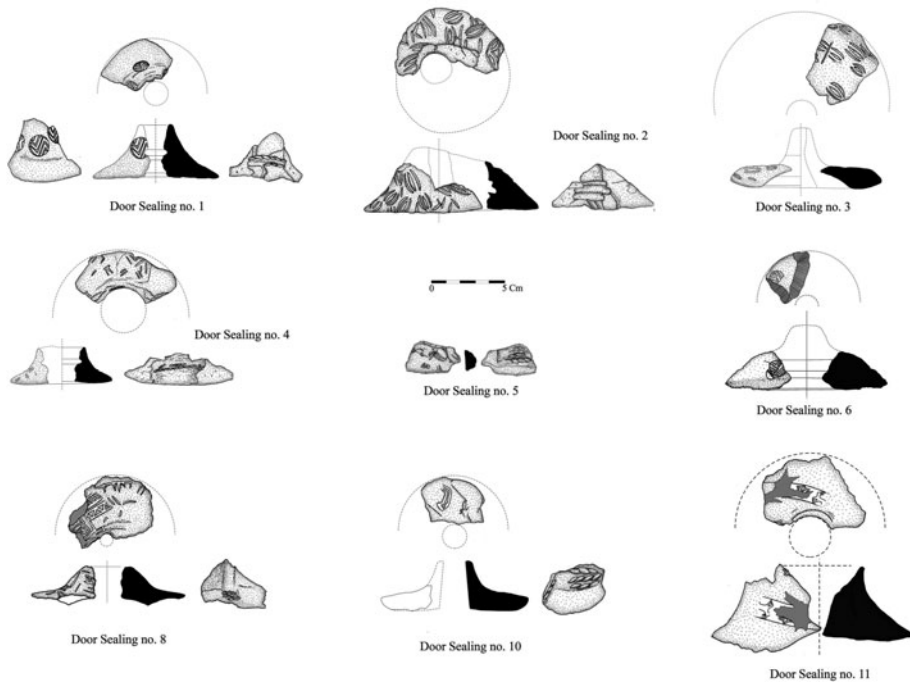 Door Sealing no. 1
Door Sealing no. 2
Door Sealing no. 3
Door Sealing no. 4
0 5 Cm
Door Sealing no. 5
Door Sealing no. 6
Door Sealing no. 8
Door Sealing no. 10
Door Sealing no. 11